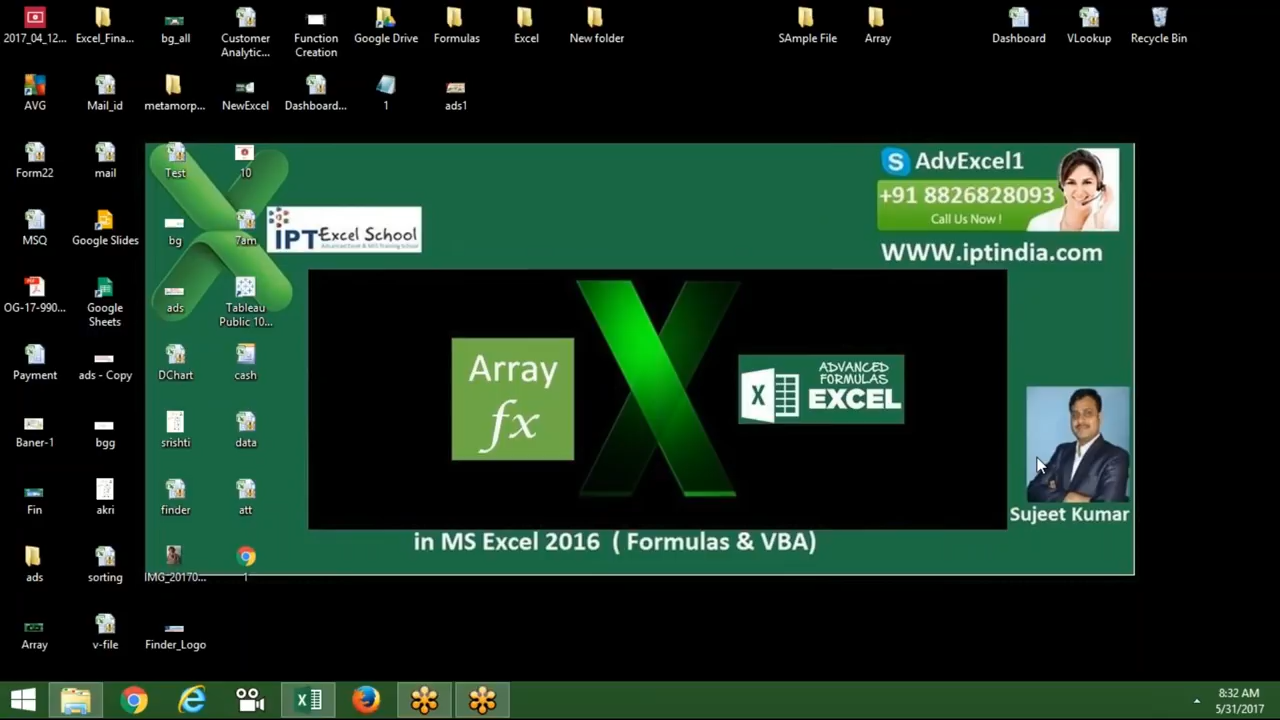 2017_04_12...
Excel_Fina...
bg_all
Customer Analytic...
Function Creation
Google Drive
Formulas
Excel
New folder
SAmple File
Array
Dashboard
VLookup
Recycle Bin
AVG
Mail_id
metamorp...
NewExcel
Dashboard...
1
ads1
Form22
mail
Test
10
MSQ
Google Slides
bg
7am
OG-17-990...
Google Sheets
ads
Tableau Public 10...
Payment
ads - Copy
DChart
cash
Baner-1
bgg
srishti
data
Fin
akri
finder
att
ads
sorting
IMG_20170...
1
Array
v-file
Finder_Logo
AdvExcel1
+91 8826828093
Call Us Now !
WWW.iptindia.com
iPT Excel School
Array
fx
ADVANCED
FORMULAS
EXCEL
Sujeet Kumar
in MS Excel 2016 ( Formulas & VBA)
8:32 AM
5/31/2017